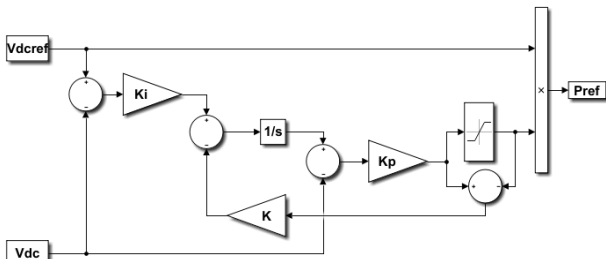 Vdcref
+
−
Ki
+
−
1/s
+
−
Kp
×
Pref
+
−
K
Vdc